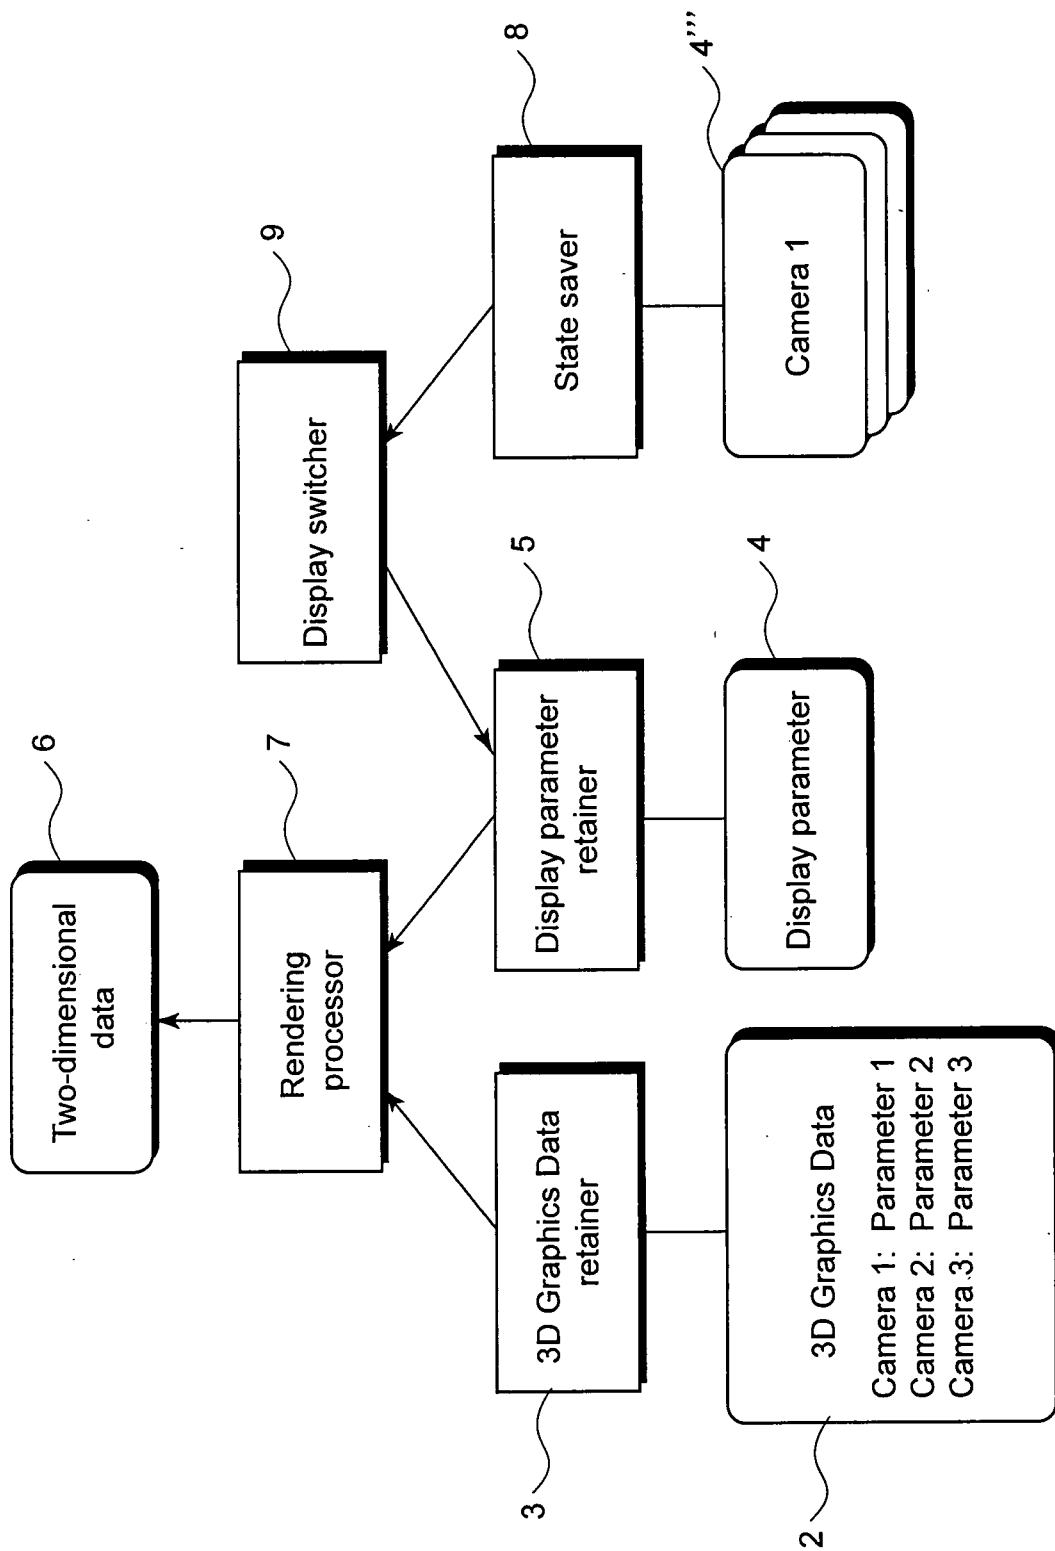 6
Two-dimensional
data
7
Rendering
processor
9
Display switcher
3
3D Graphics Data
retainer
5
Display parameter
retainer
8
State saver
2
3D Graphics Data
Camera 1: Parameter 1
Camera 2: Parameter 2
Camera 3: Parameter 3
4
Display parameter
4'''
Camera 1